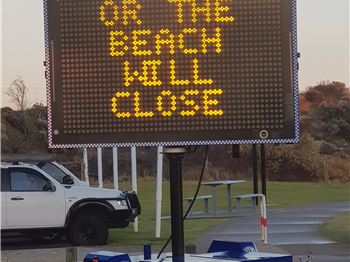 OR THE
BEACH
WILL
CLOSE